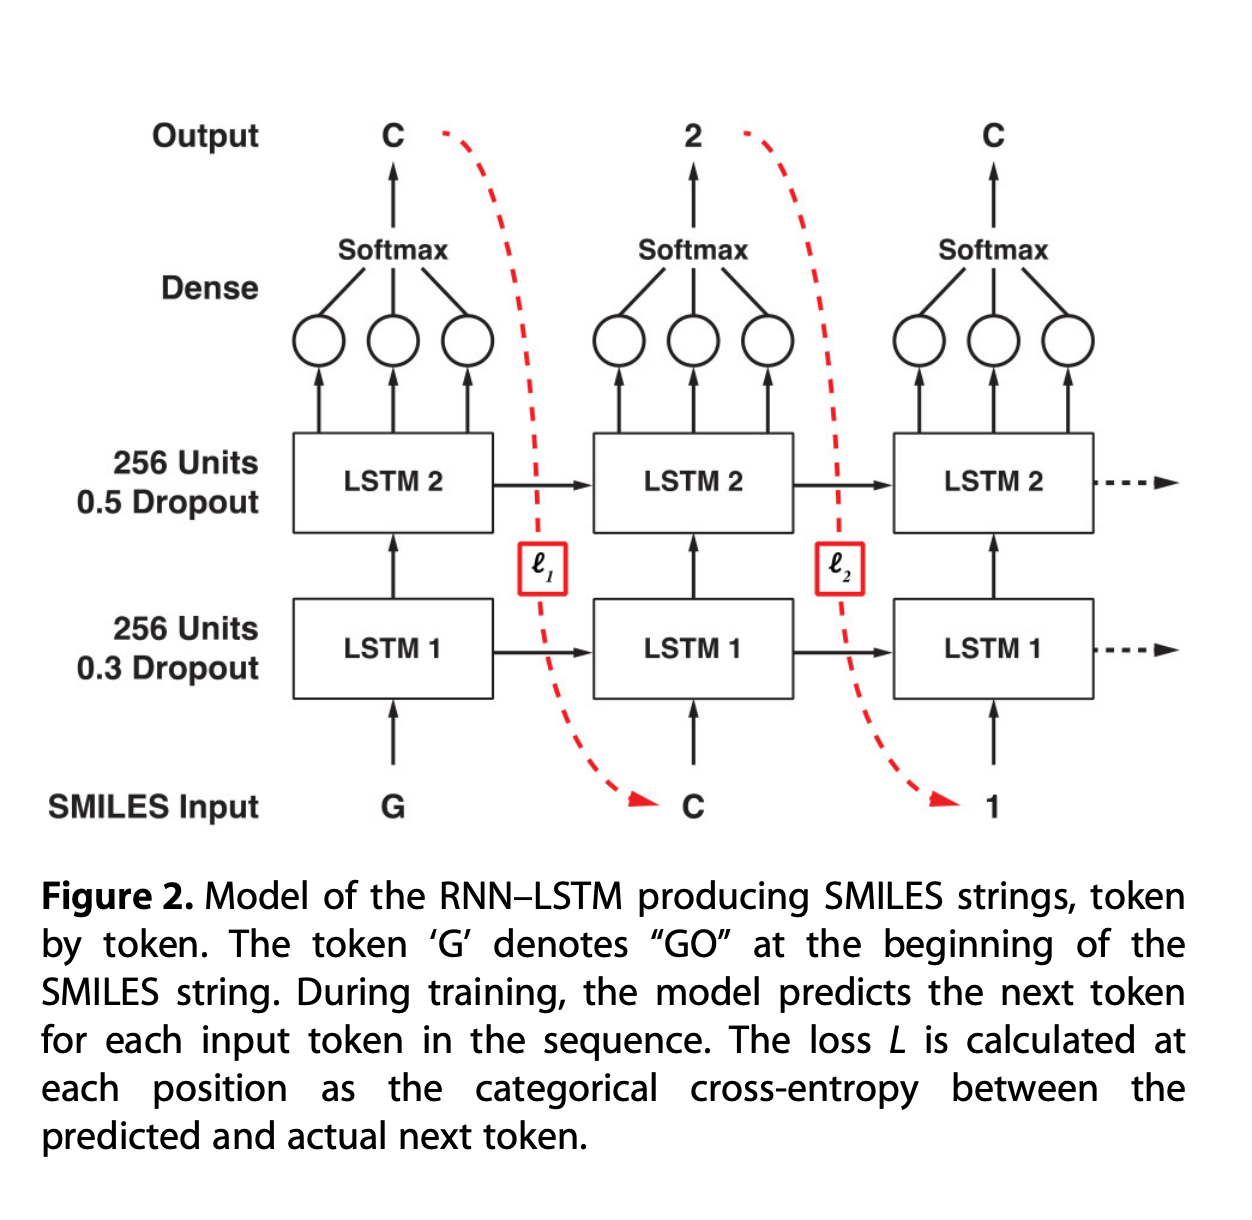 Output C 2 C
Softmax Softmax Softmax
Dense
256 Units
0.5 Dropout
LSTM 2 LSTM 2 LSTM 2
ℓ1 ℓ2
256 Units
0.3 Dropout
LSTM 1 LSTM 1 LSTM 1
SMILES Input G C 1
Figure 2. Model of the RNN–LSTM producing SMILES strings, token
by token. The token ‘G’ denotes “GO” at the beginning of the
SMILES string. During training, the model predicts the next token
for each input token in the sequence. The loss L is calculated at
each position as the categorical cross-entropy between the
predicted and actual next token.